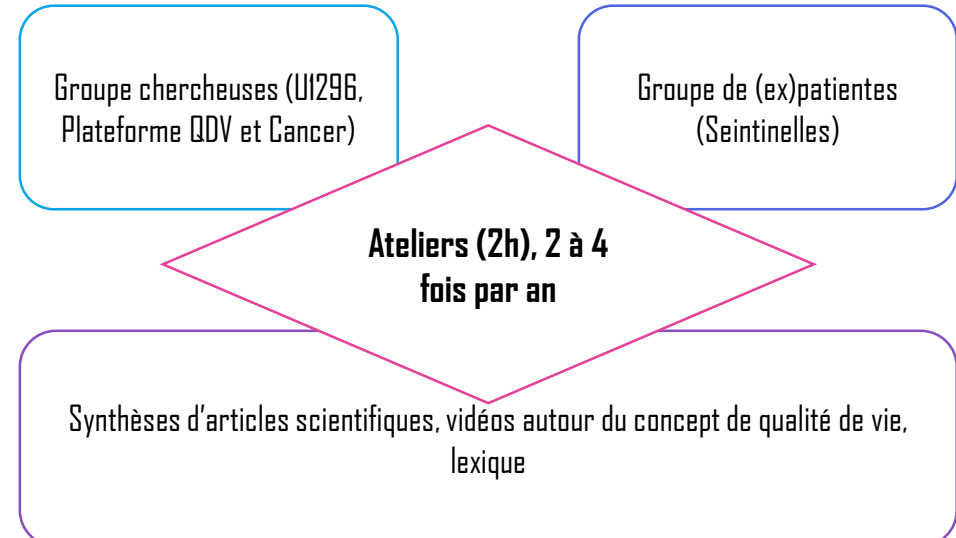 Groupe chercheuses (U1296,
Plateforme QDV et Cancer)
Groupe de (ex)patientes
(Seintinelles)
Ateliers (2h), 2 à 4
fois par an
Synthèses d'articles scientifiques, vidéos autour du concept de qualité de vie,
lexique